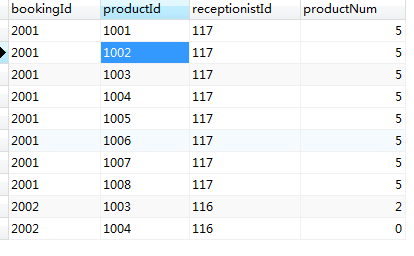 bookingId productId receptionistId productNum
2001 1001 117 5
2001 1002 117 5
2001 1003 117 5
2001 1004 117 5
2001 1005 117 5
2001 1006 117 5
2001 1007 117 5
2001 1008 117 5
2002 1003 116 2
2002 1004 116 0